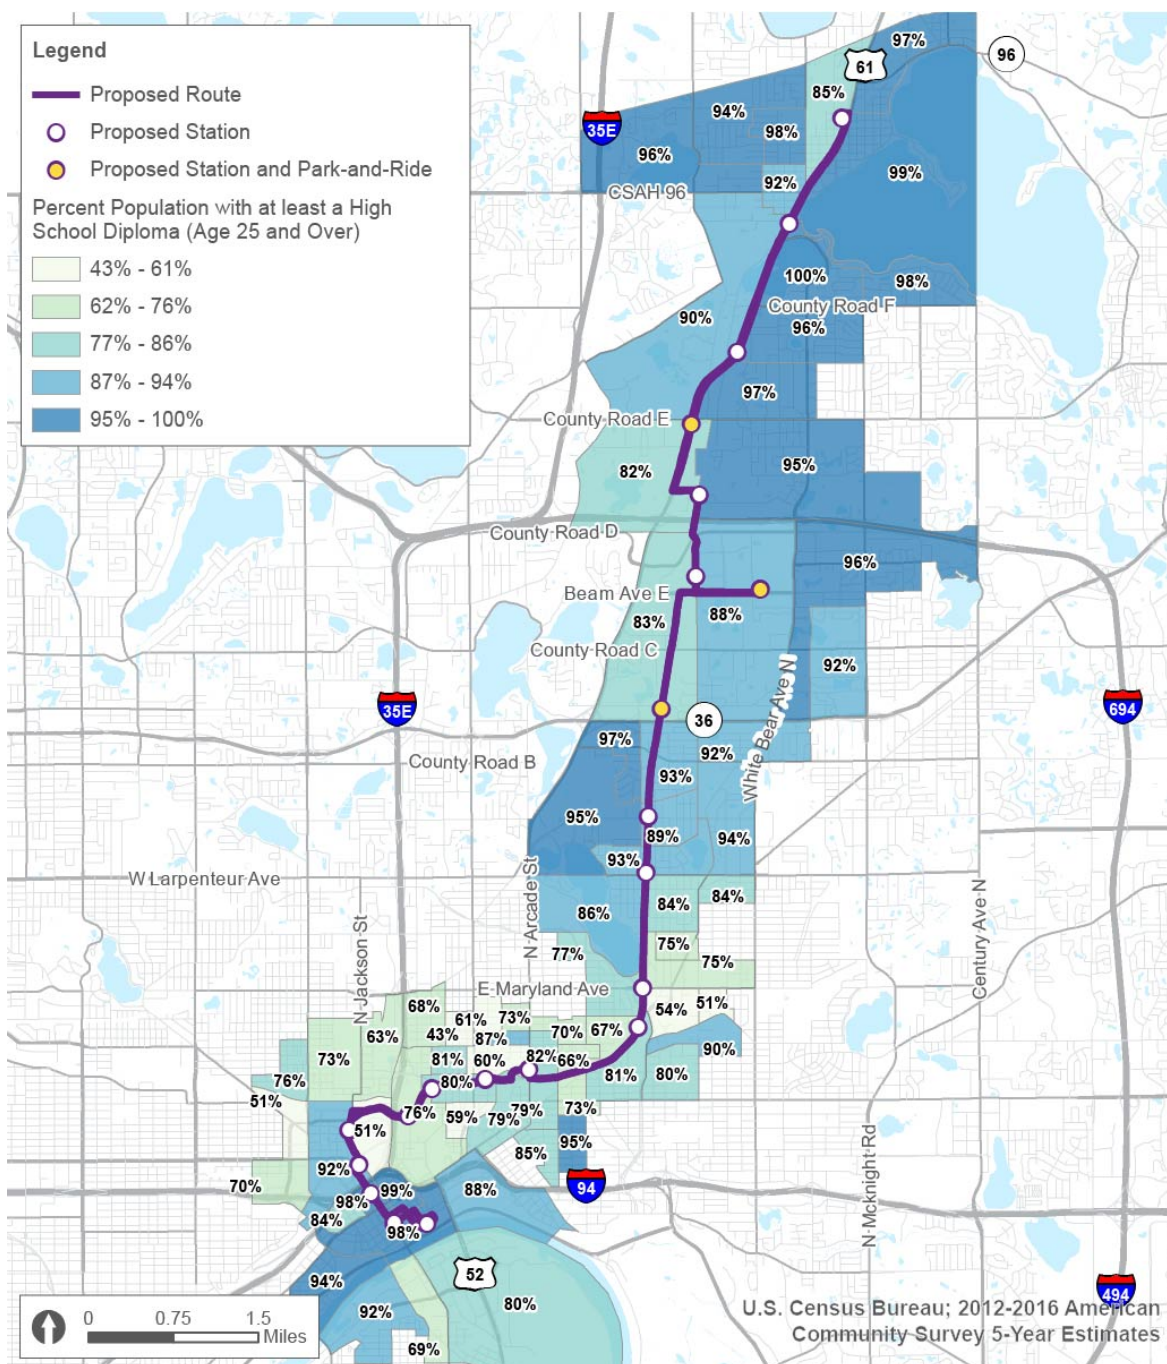 Legend
Proposed Route
Proposed Station
Proposed Station and Park-and-Ride
Percent Population with at least a High
School Diploma (Age 25 and Over)
43% - 61%
62% - 76%
77% - 86%
87% - 94%
95% - 100%
97%
96
61
85%
94%
35E
98%
96%
99%
92%
CSAH 96
100%
98%
County Road F
90%
96%
97%
County Road E
82%
95%
County Road D
96%
Beam Ave E
88%
83%
County Road C
92%
White Bear Ave N
35E
694
36
97%
92%
County Road B
93%
95%
89%
94%
93%
W Larpenteur Ave
N Arcade St
84%
84%
86%
Century Ave N
N Jackson St
75%
77%
75%
E Maryland Ave
68%
54%
51%
61%
73%
63%
43%
87%
70%
67%
73%
81%
60%
82%
66%
90%
76%
80%
81%
80%
51%
76%
59%
79%
79%
73%
51%
95%
85%
N Mcknight Rd
92%
70%
99%
88%
94
98%
84%
98%
94%
52
92%
80%
69%
494
0 0.75 1.5
Miles
U.S. Census Bureau; 2012-2016 American
Community Survey 5-Year Estimates